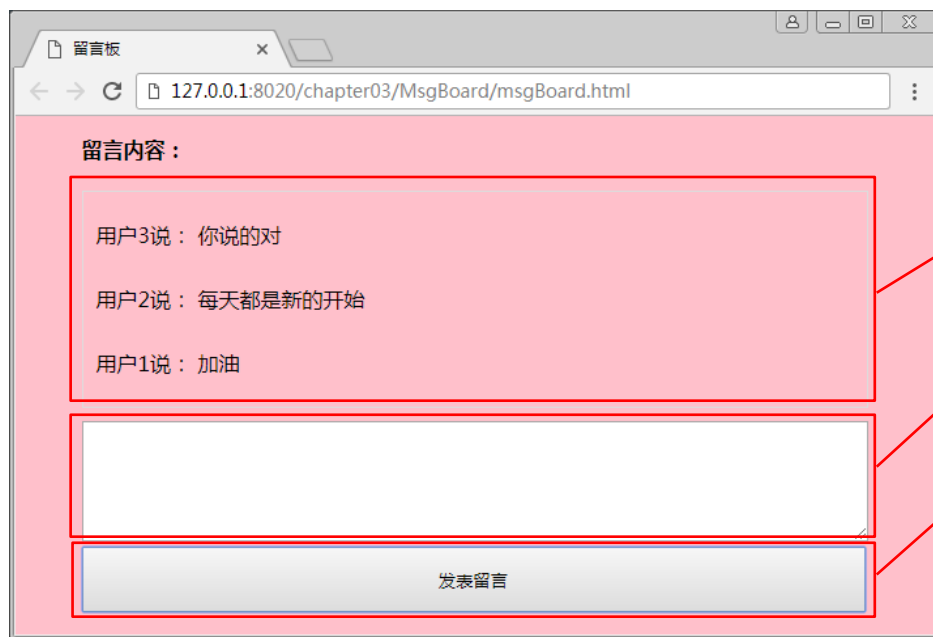 留言板
127.0.0.1:8020/chapter03/MsgBoard/msgBoard.html
留言内容：
用户3说： 你说的对
用户2说： 每天都是新的开始
用户1说： 加油
发表留言